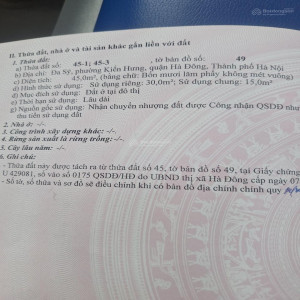 II. Thửa đất, nhà ở và tài sản khác gắn liền với đất
1. Thửa đất:
a) Thửa đất số: 45-1; 45-3 , tờ bản đồ số: 49
b) Địa chỉ: Đa Sỹ, phường Kiến Hưng, quận Hà Đông, Thành phố Hà Nội
c) Diện tích: 45,0m², (bằng chữ: Bốn mươi lăm phẩy không mét vuông)
d) Hình thức sử dụng: Sử dụng riêng: 30,0m²; Sử dụng chung: 15,0m²
đ) Mục đích sử dụng: Đất ở tại đô thị
e) Thời hạn sử dụng: Lâu dài
g) Nguồn gốc sử dụng: Nhận chuyển nhượng đất được Công nhận QSDĐ như
thu tiền sử dụng đất
2. Nhà ở: -/-
3. Công trình xây dựng khác: -/-
4. Rừng sản xuất là rừng trồng: -/-
5. Cây lâu năm: -/-
6. Ghi chú:
- Thửa đất này được tách ra từ thửa đất số 45, tờ bản đồ số 49, tại Giấy chứng
U 429081, số vào sổ 0175 QSDĐ/HĐ do UBND thị xã Hà Đông cấp ngày 07
- Số tờ, số thửa và sơ đồ sẽ điều chỉnh khi có bản đồ địa chính chính quy